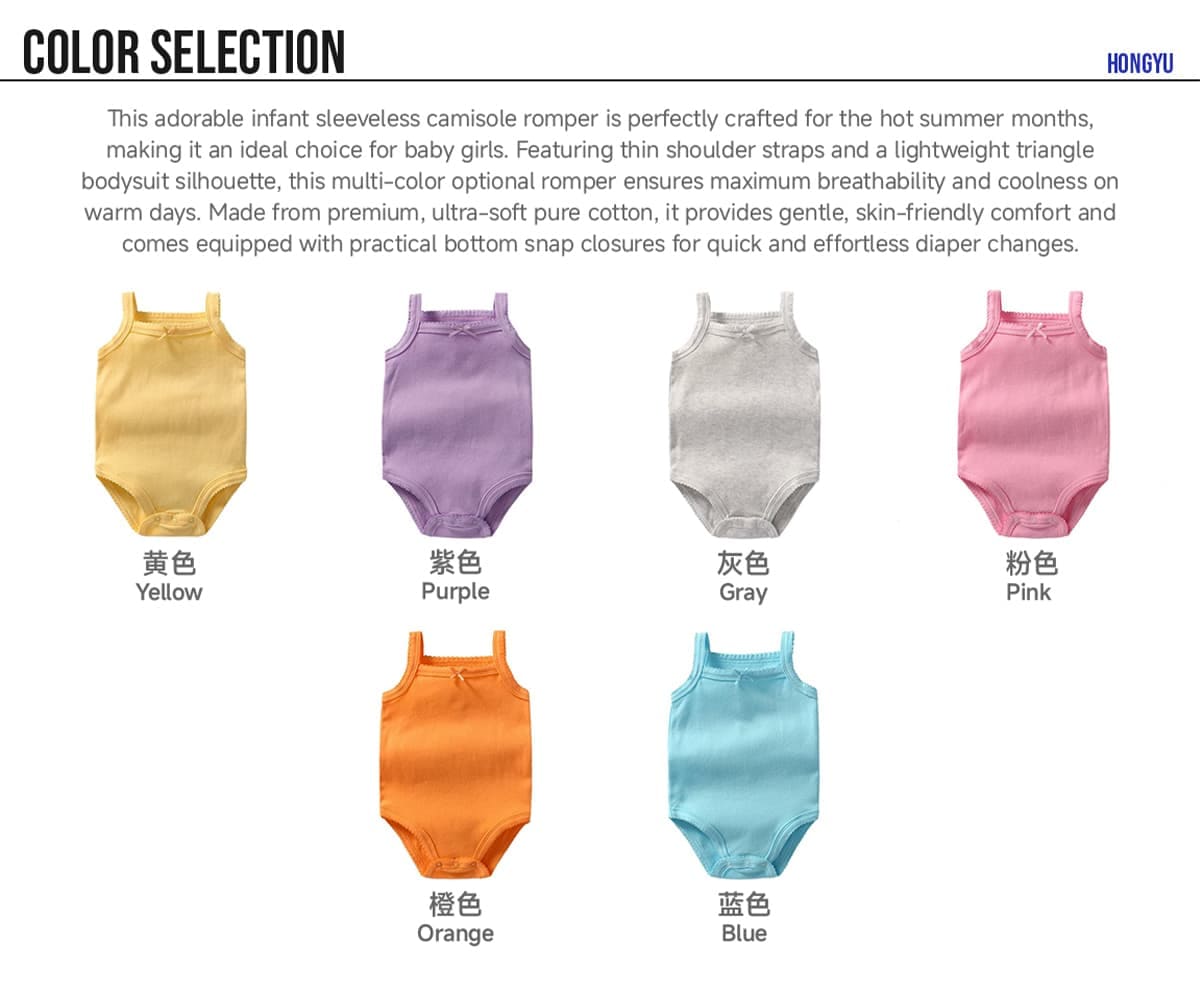 COLOR SELECTION
HONGYU
This adorable infant sleeveless camisole romper is perfectly crafted for the hot summer months,
making it an ideal choice for baby girls. Featuring thin shoulder straps and a lightweight triangle
bodysuit silhouette, this multi-color optional romper ensures maximum breathability and coolness on
warm days. Made from premium, ultra-soft pure cotton, it provides gentle, skin-friendly comfort and
comes equipped with practical bottom snap closures for quick and effortless diaper changes.
黄色
Yellow
紫色
Purple
灰色
Gray
粉色
Pink
橙色
Orange
蓝色
Blue